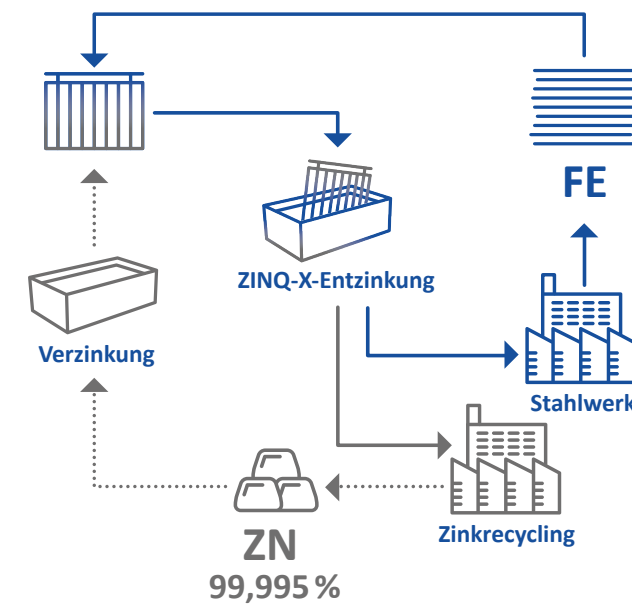 FE
ZINQ-X-Entzinkung
Verzinkung
Stahlwerk
Zinkrecycling
ZN
99,995 %